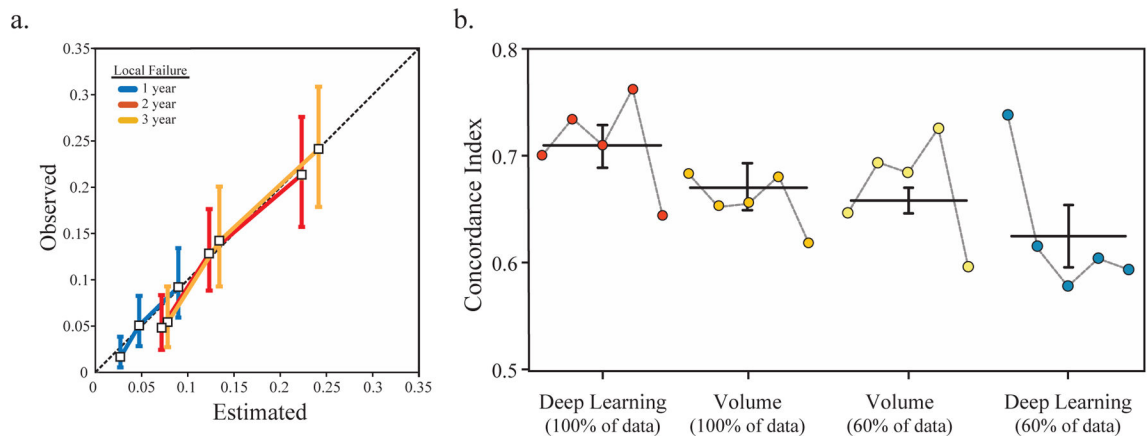 a.
0.35
0.3
0.25
0.2
0.15
0.1
0.05
0
Observed
Local Failure
1 year
2 year
3 year
0 0.05 0.1 0.15 0.2 0.25 0.3 0.35
Estimated
b.
0.8
0.7
0.6
0.5
Concordance Index
Deep Learning
(100% of data)
Volume
(100% of data)
Volume
(60% of data)
Deep Learning
(60% of data)